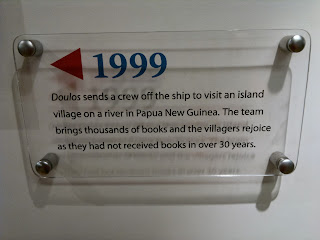 1999
Doulos sends a crew off the ship to visit an island
village on a river in Papua New Guinea. The team
brings thousands of books and the villagers rejoice
as they had not received books in over 30 years.